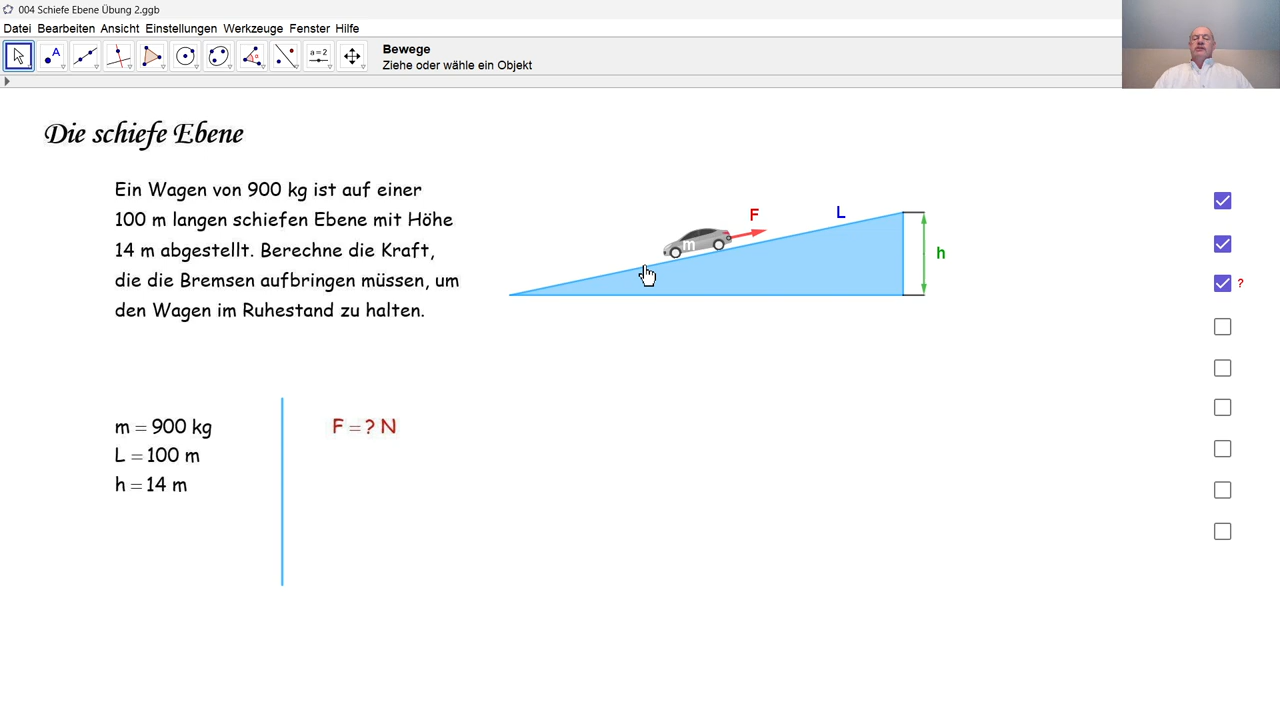 004 Schiefe Ebene Übung 2.ggb
Datei Bearbeiten Ansicht Einstellungen Werkzeuge Fenster Hilfe
A
a=2
Bewege
Ziehe oder wähle ein Objekt
Die schiefe Ebene
Ein Wagen von 900 kg ist auf einer
100 m langen schiefen Ebene mit Höhe
14 m abgestellt. Berechne die Kraft,
die die Bremsen aufbringen müssen, um
den Wagen im Ruhestand zu halten.
F
L
m
h
?
m = 900 kg
L = 100 m
h = 14 m
F = ? N